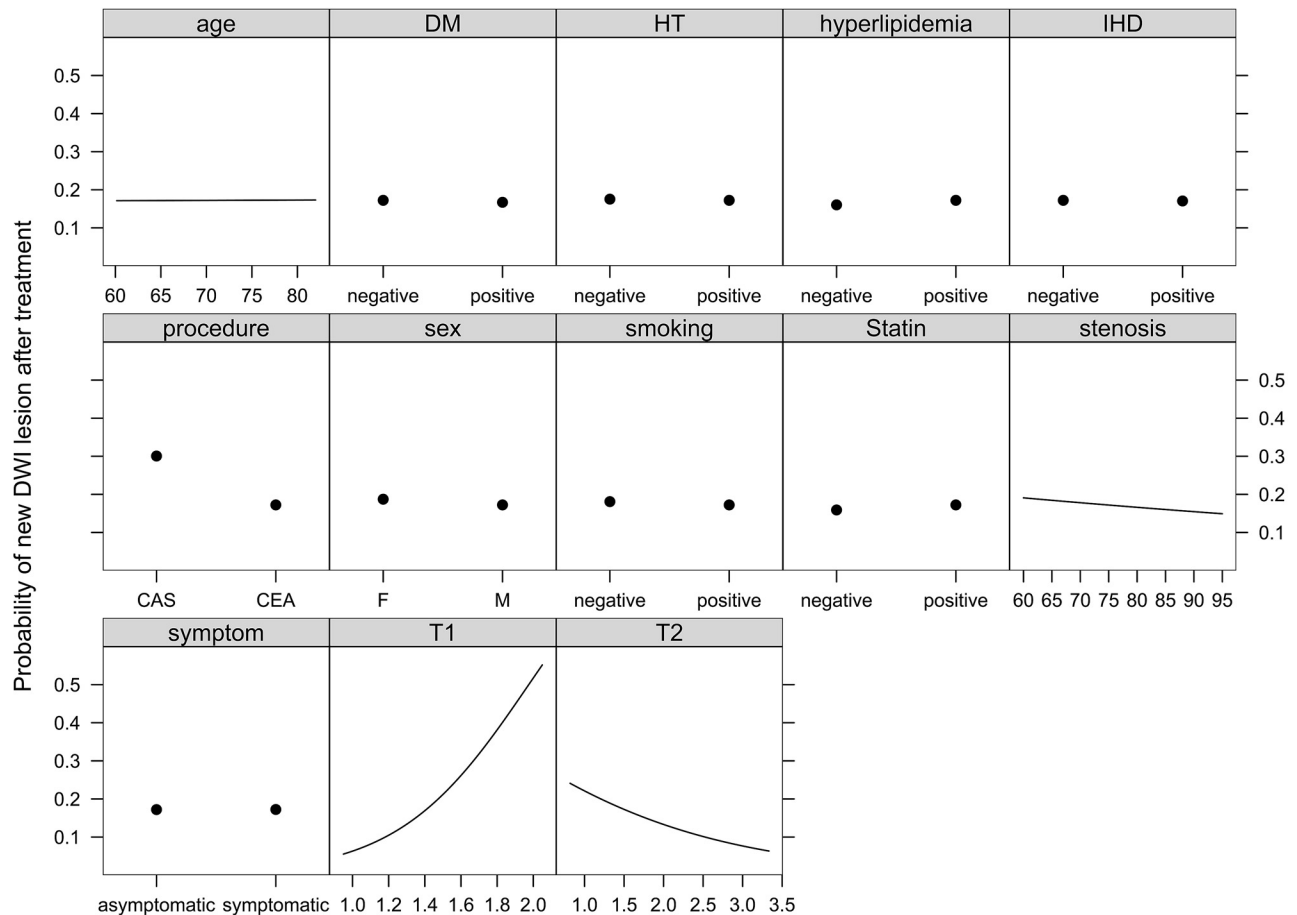 Probability of new DWI lesion after treatment
age DM HT hyperlipidemia IHD
0.5
0.4
0.3
0.2
0.1
60 65 70 75 80 negative positive negative positive negative positive negative positive
procedure sex smoking Statin stenosis
0.5
0.4
0.3
0.2
0.1
CAS CEA F M negative positive negative positive 60 65 70 75 80 85 90 95
symptom T1 T2
0.5
0.4
0.3
0.2
0.1
asymptomatic symptomatic 1.0 1.2 1.4 1.6 1.8 2.0 1.0 1.5 2.0 2.5 3.0 3.5